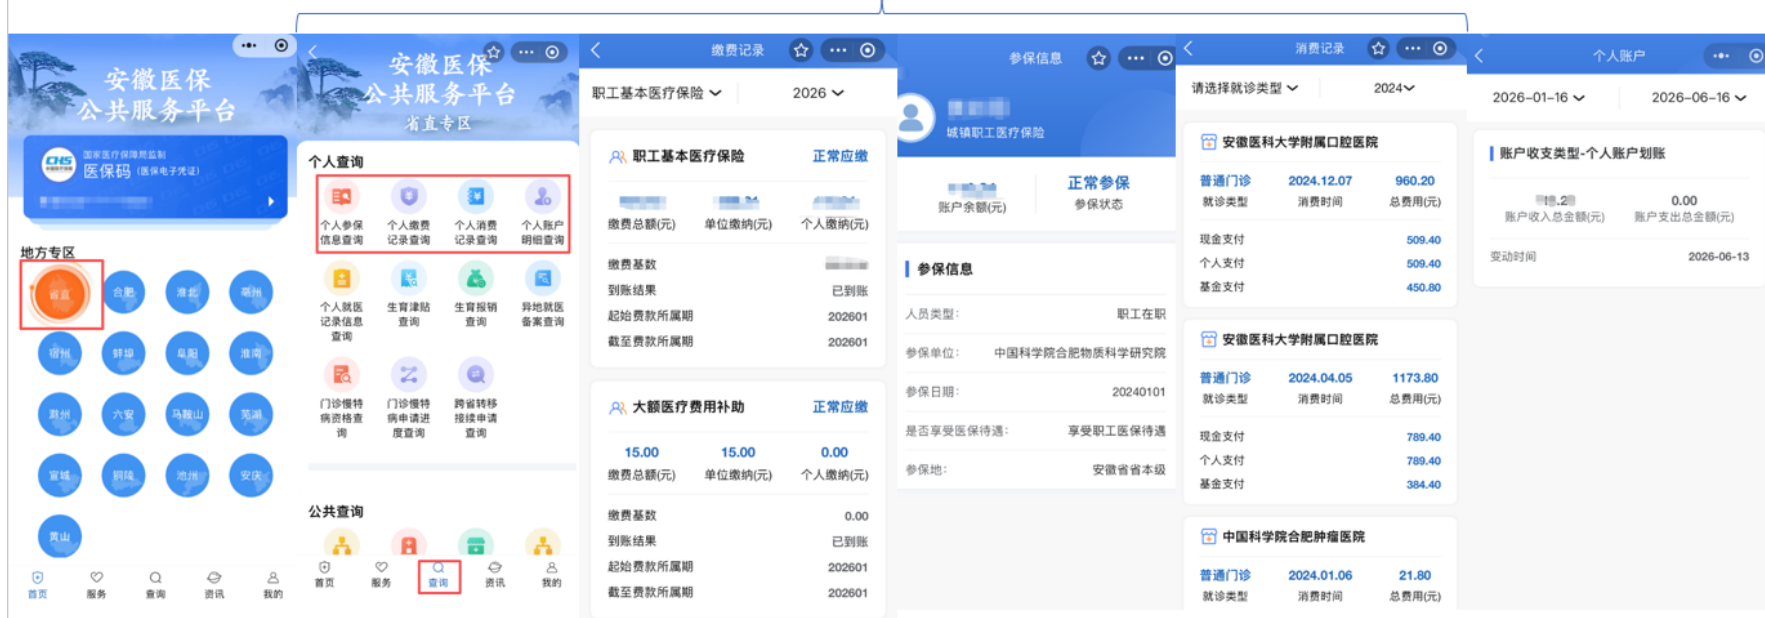 安徽医保
公共服务平台
国家医疗保障局监制
CHS
医保码（医保电子凭证）
地方专区
省直
合肥
淮北
亳州
宿州
蚌埠
阜阳
淮南
滁州
六安
马鞍山
芜湖
宣城
铜陵
池州
安庆
黄山
首页
服务
查询
资讯
我的
安徽医保
公共服务平台
省直专区
个人查询
个人参保
信息查询
个人缴费
记录查询
个人消费
记录查询
个人账户
明细查询
个人就医
记录信息
查询
生育津贴
查询
生育报销
查询
异地就医
备案查询
门诊慢特
病资格查
询
门诊慢特
病申请进
度查询
跨省转移
接续申请
查询
公共查询
首页
服务
查询
资讯
我的
缴费记录
职工基本医疗保险
2026
职工基本医疗保险
正常应缴
缴费总额(元)
单位缴纳(元)
个人缴纳(元)
缴费基数
到账结果
已到账
起始费款所属期
202601
截至费款所属期
202601
大额医疗费用补助
正常应缴
15.00
15.00
0.00
缴费总额(元)
单位缴纳(元)
个人缴纳(元)
缴费基数
0.00
到账结果
已到账
起始费款所属期
202601
截至费款所属期
202601
参保信息
城镇职工医疗保险
账户余额(元)
正常参保
参保状态
参保信息
人员类型：
职工在职
参保单位：
中国科学院合肥物质科学研究院
参保日期：
20240101
是否享受医保待遇：
享受职工医保待遇
参保地：
安徽省省本级
消费记录
请选择就诊类型
2024
安徽医科大学附属口腔医院
普通门诊
2024.12.07
960.20
就诊类型
消费时间
总费用(元)
现金支付
509.40
个人支付
509.40
基金支付
450.80
安徽医科大学附属口腔医院
普通门诊
2024.04.05
1173.80
就诊类型
消费时间
总费用(元)
现金支付
789.40
个人支付
789.40
基金支付
384.40
中国科学院合肥肿瘤医院
普通门诊
2024.01.06
21.80
就诊类型
消费时间
总费用(元)
个人账户
2026-01-16
2026-06-16
账户收支类型-个人账户划账
0.00
账户收入总金额(元)
账户支出总金额(元)
变动时间
2026-06-13